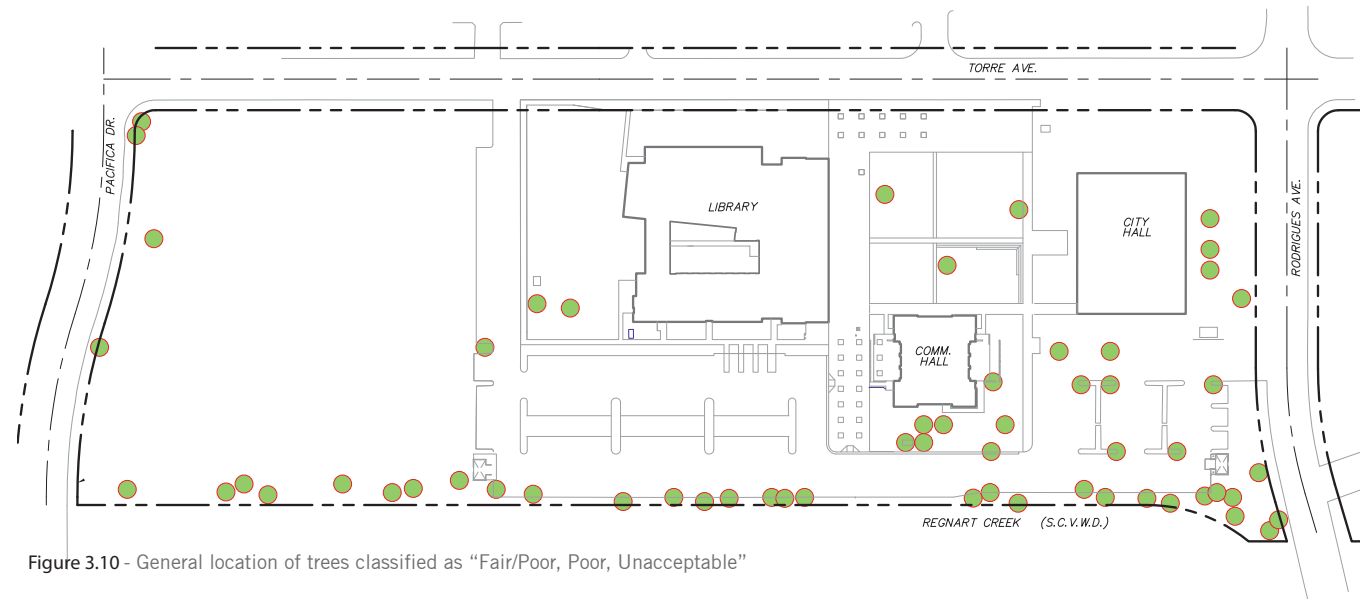 TORRE AVE.
PACIFICA DR.
LIBRARY
CITY
HALL
RODRIGUES AVE.
COMM.
HALL
REGNART CREEK (S.C.V.W.D.)
Figure 3.10 - General location of trees classified as “Fair/Poor, Poor, Unacceptable”